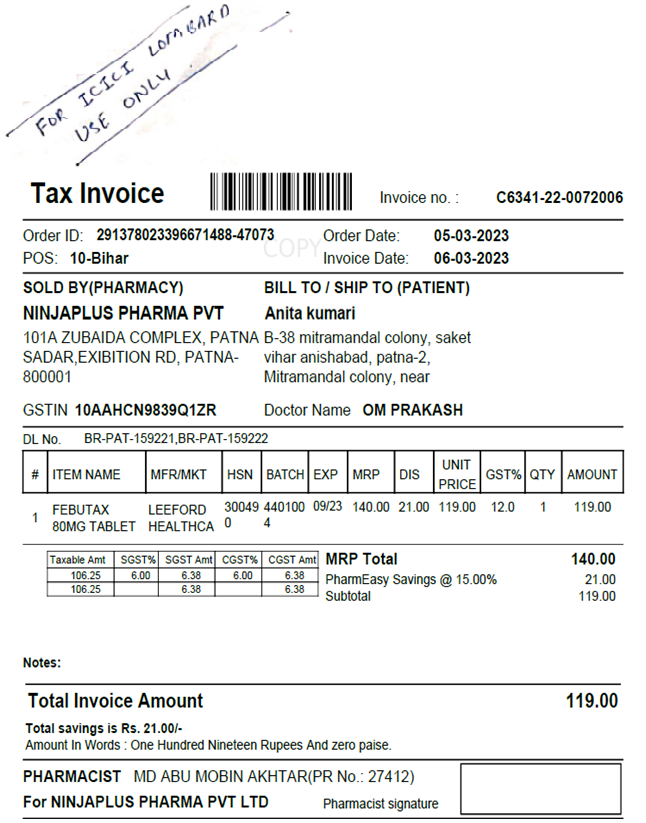 FOR ICICI LOMBARD
USE ONLY
Tax Invoice
Invoice no. : C6341-22-0072006
Order ID: 291378023396671488-47073
COPY
Order Date: 05-03-2023
POS: 10-Bihar
Invoice Date: 06-03-2023
SOLD BY(PHARMACY)
BILL TO / SHIP TO (PATIENT)
NINJAPLUS PHARMA PVT
Anita kumari
101A ZUBAIDA COMPLEX, PATNA
SADAR,EXIBITION RD, PATNA-
800001
B-38 mitramandal colony, saket
vihar anishabad, patna-2,
Mitramandal colony, near
GSTIN 10AAHCN9839Q1ZR
Doctor Name OM PRAKASH
DL No. BR-PAT-159221,BR-PAT-159222
# ITEM NAME MFR/MKT HSN BATCH EXP MRP DIS UNIT PRICE GST% QTY AMOUNT
1 FEBUTAX LEEFORD 30049 440100 09/23 140.00 21.00 119.00 12.0 1 119.00
80MG TABLET HEALTHCA 0 4
Taxable Amt SGST% SGST Amt CGST% CGST Amt
106.25 6.00 6.38 6.00 6.38
106.25 6.38 6.38
MRP Total 140.00
PharmEasy Savings @ 15.00% 21.00
Subtotal 119.00
Notes:
Total Invoice Amount 119.00
Total savings is Rs. 21.00/-
Amount In Words : One Hundred Nineteen Rupees And zero paise.
PHARMACIST MD ABU MOBIN AKHTAR(PR No.: 27412)
For NINJAPLUS PHARMA PVT LTD
Pharmacist signature